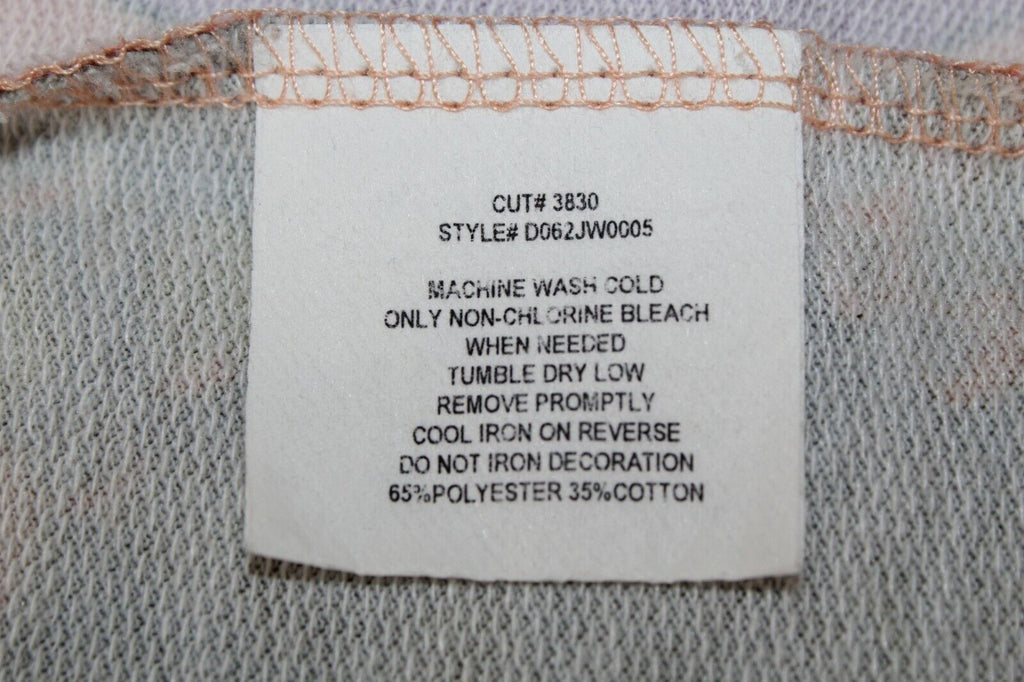 CUT# 3830
STYLE# D062JW0005
MACHINE WASH COLD
ONLY NON-CHLORINE BLEACH
WHEN NEEDED
TUMBLE DRY LOW
REMOVE PROMPTLY
COOL IRON ON REVERSE
DO NOT IRON DECORATION
65%POLYESTER 35%COTTON